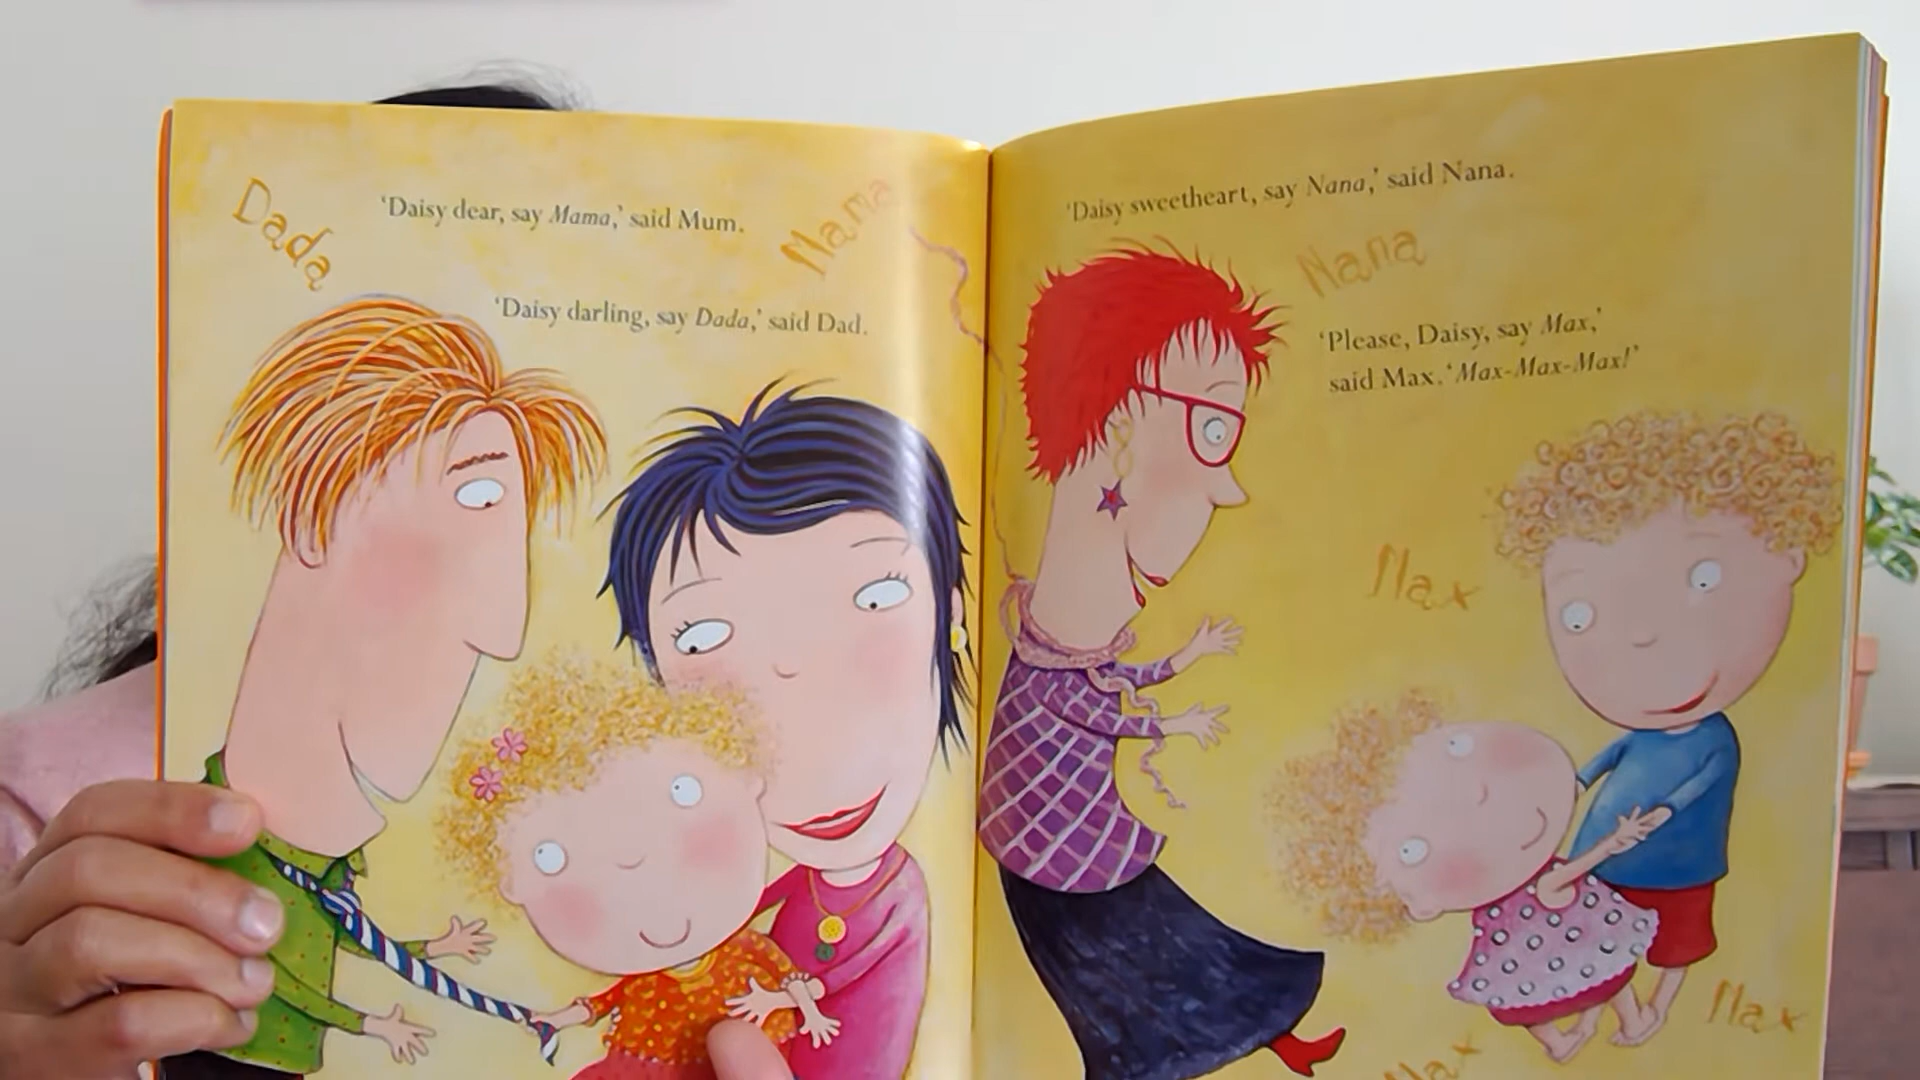 Dada
'Daisy dear, say Mama,' said Mum.
Mama
'Daisy darling, say Dada,' said Dad.
'Daisy sweetheart, say Nana,' said Nana.
Nana
'Please, Daisy, say Max,'
said Max. 'Max-Max-Max!'
Max
Max
Max